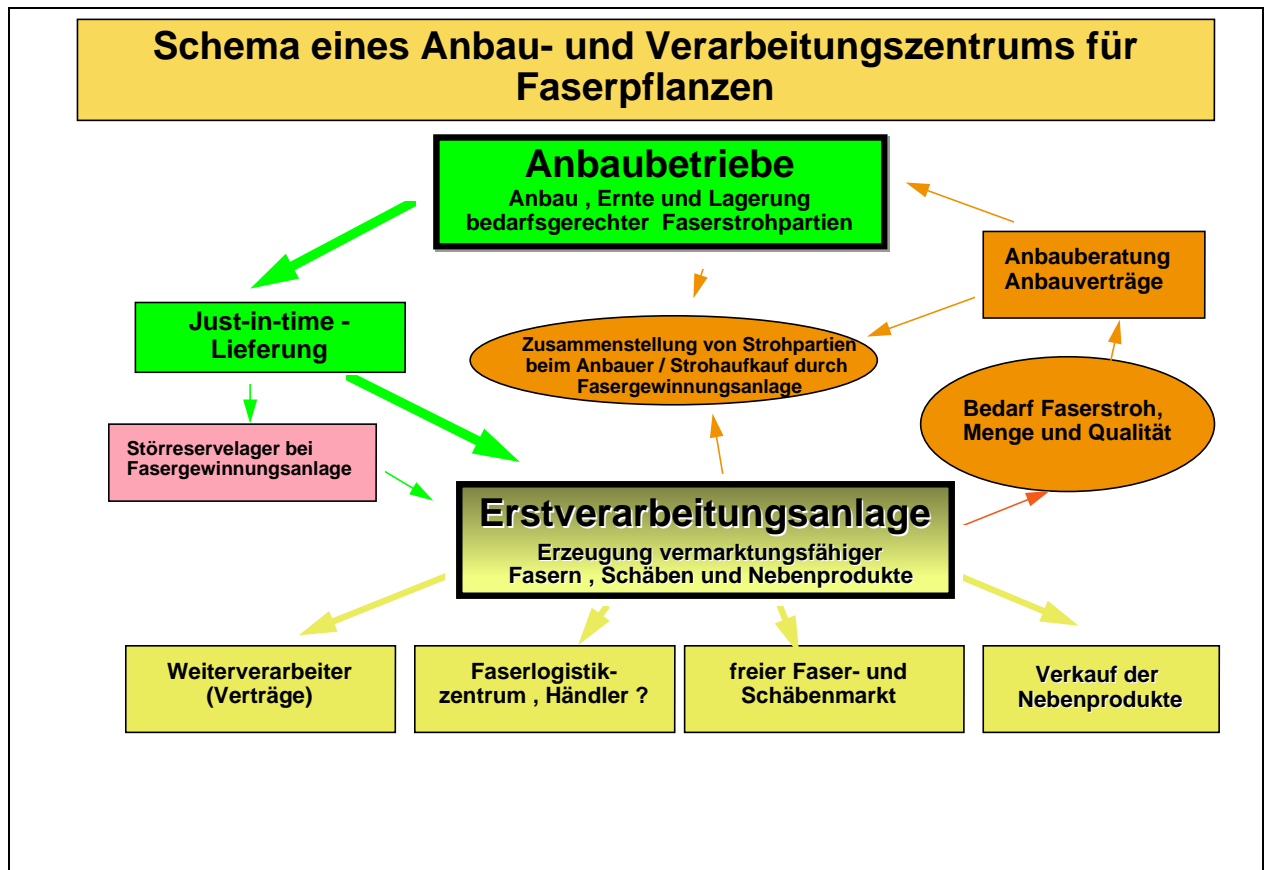 Schema eines Anbau- und Verarbeitungszentrums für
Faserpflanzen
Anbaubetriebe
Anbau , Ernte und Lagerung
bedarfsgerechter Faserstrohpartien
Anbauberatung
Anbauverträge
Just-in-time -
Lieferung
Zusammenstellung von Strohpartien
beim Anbauer / Strohaufkauf durch
Fasergewinnungsanlage
Bedarf Faserstroh,
Menge und Qualität
Störreservelager bei
Fasergewinnungsanlage
Erstverarbeitungsanlage
Erzeugung vermarktungsfähiger
Fasern , Schäben und Nebenprodukte
Weiterverarbeiter
(Verträge)
Faserlogistik-
zentrum , Händler ?
freier Faser- und
Schäbenmarkt
Verkauf der
Nebenprodukte